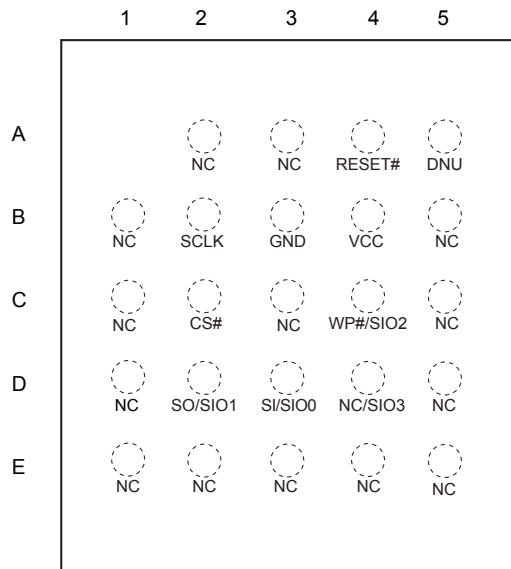 1 2 3 4 5
A
NC NC RESET# DNU
B
NC SCLK GND VCC NC
C
NC CS# NC WP#/SIO2 NC
D
NC SO/SIO1 SI/SIO0 NC/SIO3 NC
E
NC NC NC NC NC